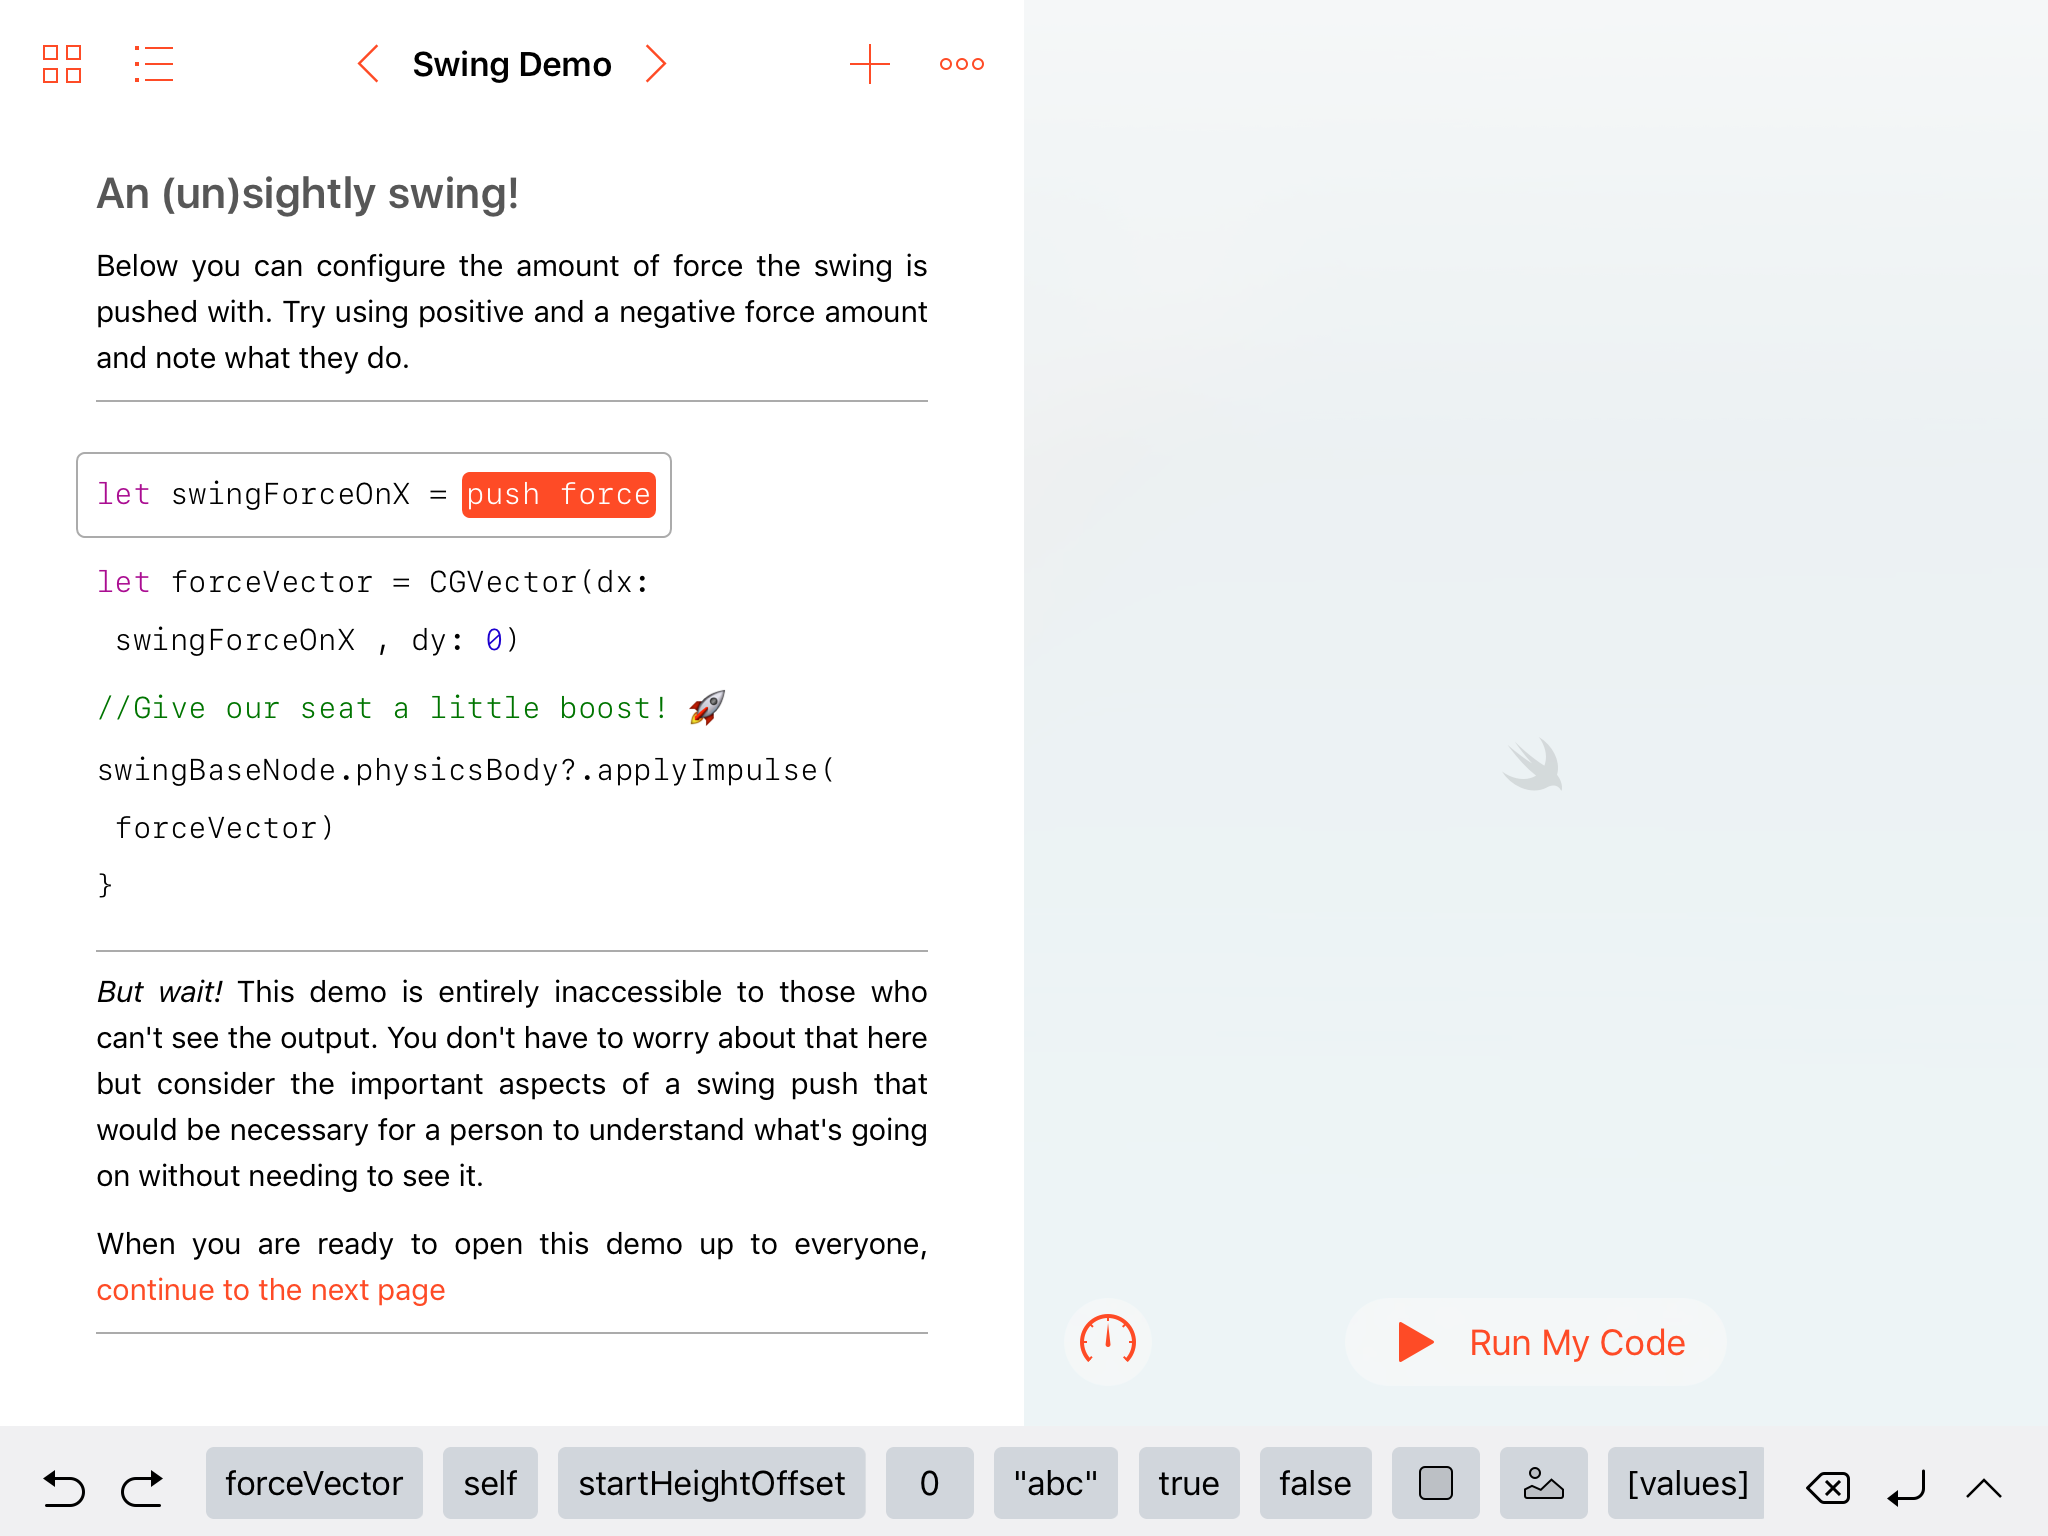 Swing Demo
An (un)sightly swing!
Below you can configure the amount of force the swing is
pushed with. Try using positive and a negative force amount
and note what they do.
let swingForceOnX = push force
let forceVector = CGVector(dx:
swingForceOnX , dy: 0)
//Give our seat a little boost! 🚀
swingBaseNode.physicsBody?.applyImpulse(
forceVector)
}
But wait! This demo is entirely inaccessible to those who
can't see the output. You don't have to worry about that here
but consider the important aspects of a swing push that
would be necessary for a person to understand what's going
on without needing to see it.
When you are ready to open this demo up to everyone,
continue to the next page
Run My Code
forceVector self startHeightOffset 0 "abc" true false [values]